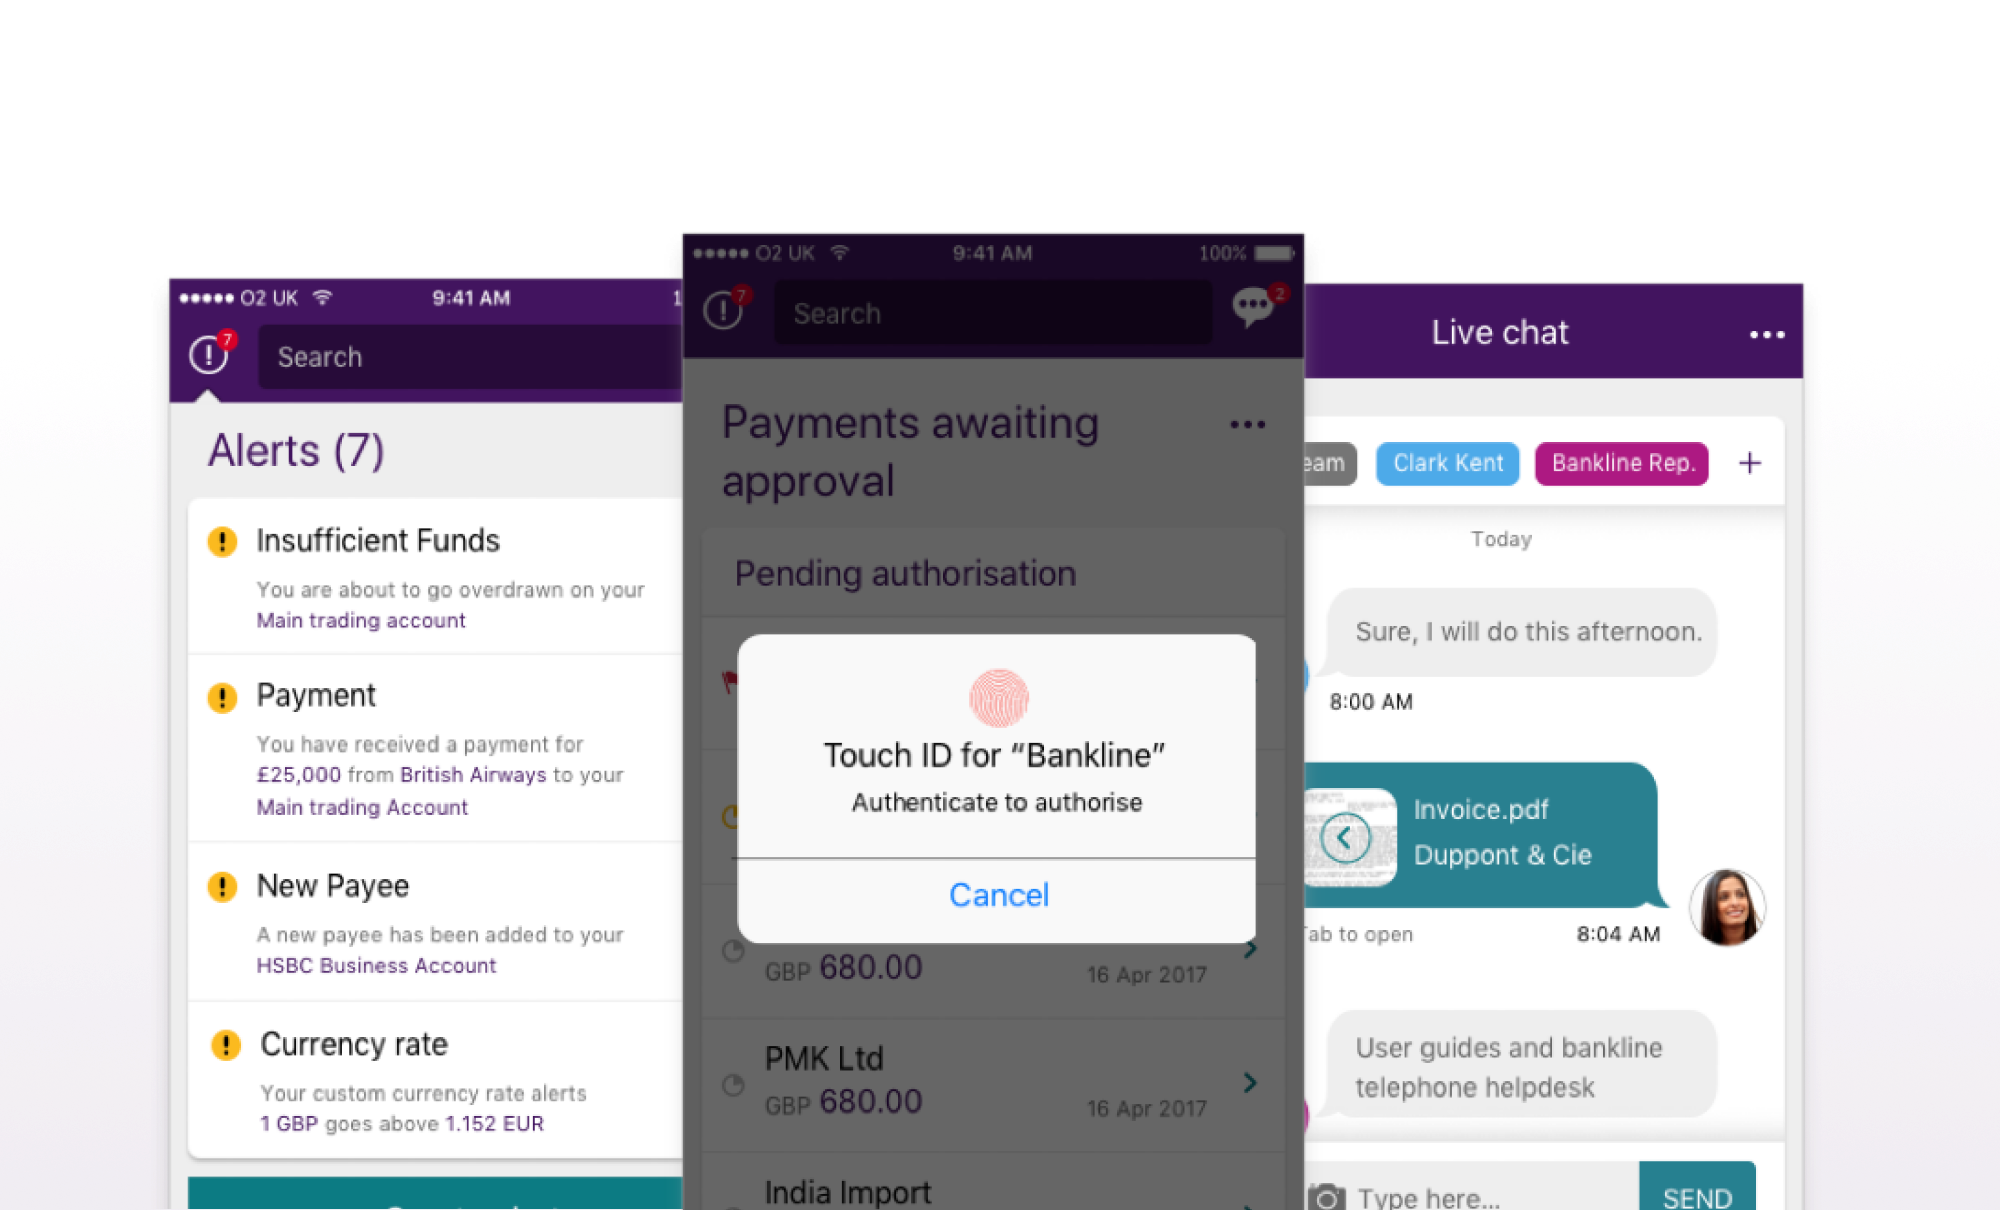 O2 UK
9:41 AM
7
Search
Alerts (7)
Insufficient Funds
You are about to go overdrawn on your
Main trading account
Payment
You have received a payment for
£25,000 from British Airways to your
Main trading Account
New Payee
A new payee has been added to your
HSBC Business Account
Currency rate
Your custom currency rate alerts
1 GBP goes above 1.152 EUR
O2 UK
9:41 AM
100%
7
Search
2
Payments awaiting
approval
Pending authorisation
Touch ID for “Bankline”
Authenticate to authorise
Cancel
GBP 680.00
16 Apr 2017
PMK Ltd
GBP 680.00
16 Apr 2017
India Import
Live chat
eam
Clark Kent
Bankline Rep.
+
Today
Sure, I will do this afternoon.
8:00 AM
Invoice.pdf
Duppont & Cie
Tab to open
8:04 AM
User guides and bankline
telephone helpdesk
Type here...
SEND